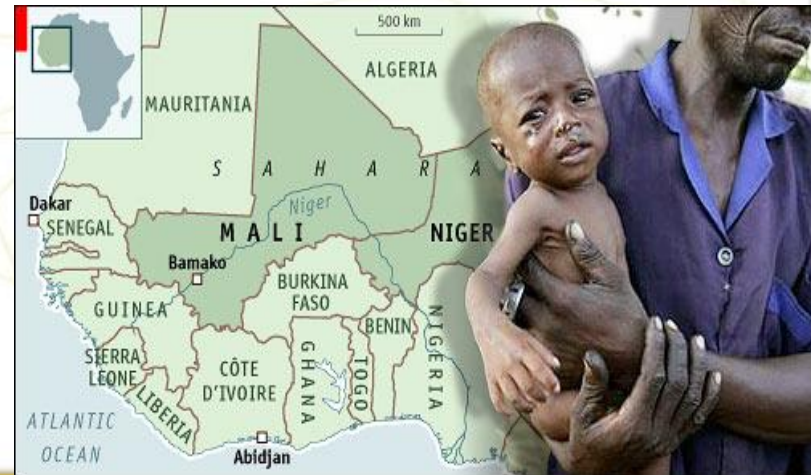 500 km
ALGERIA
MAURITANIA
S A H A R A
Dakar
SENEGAL
Niger
MALI
NIGER
Bamako
BURKINA
FASO
GUINEA
BENIN
NIGERIA
SIERRA
LEONE
CÔTE
D'IVOIRE
GHANA
TOGO
LIBERIA
ATLANTIC
OCEAN
Abidjan